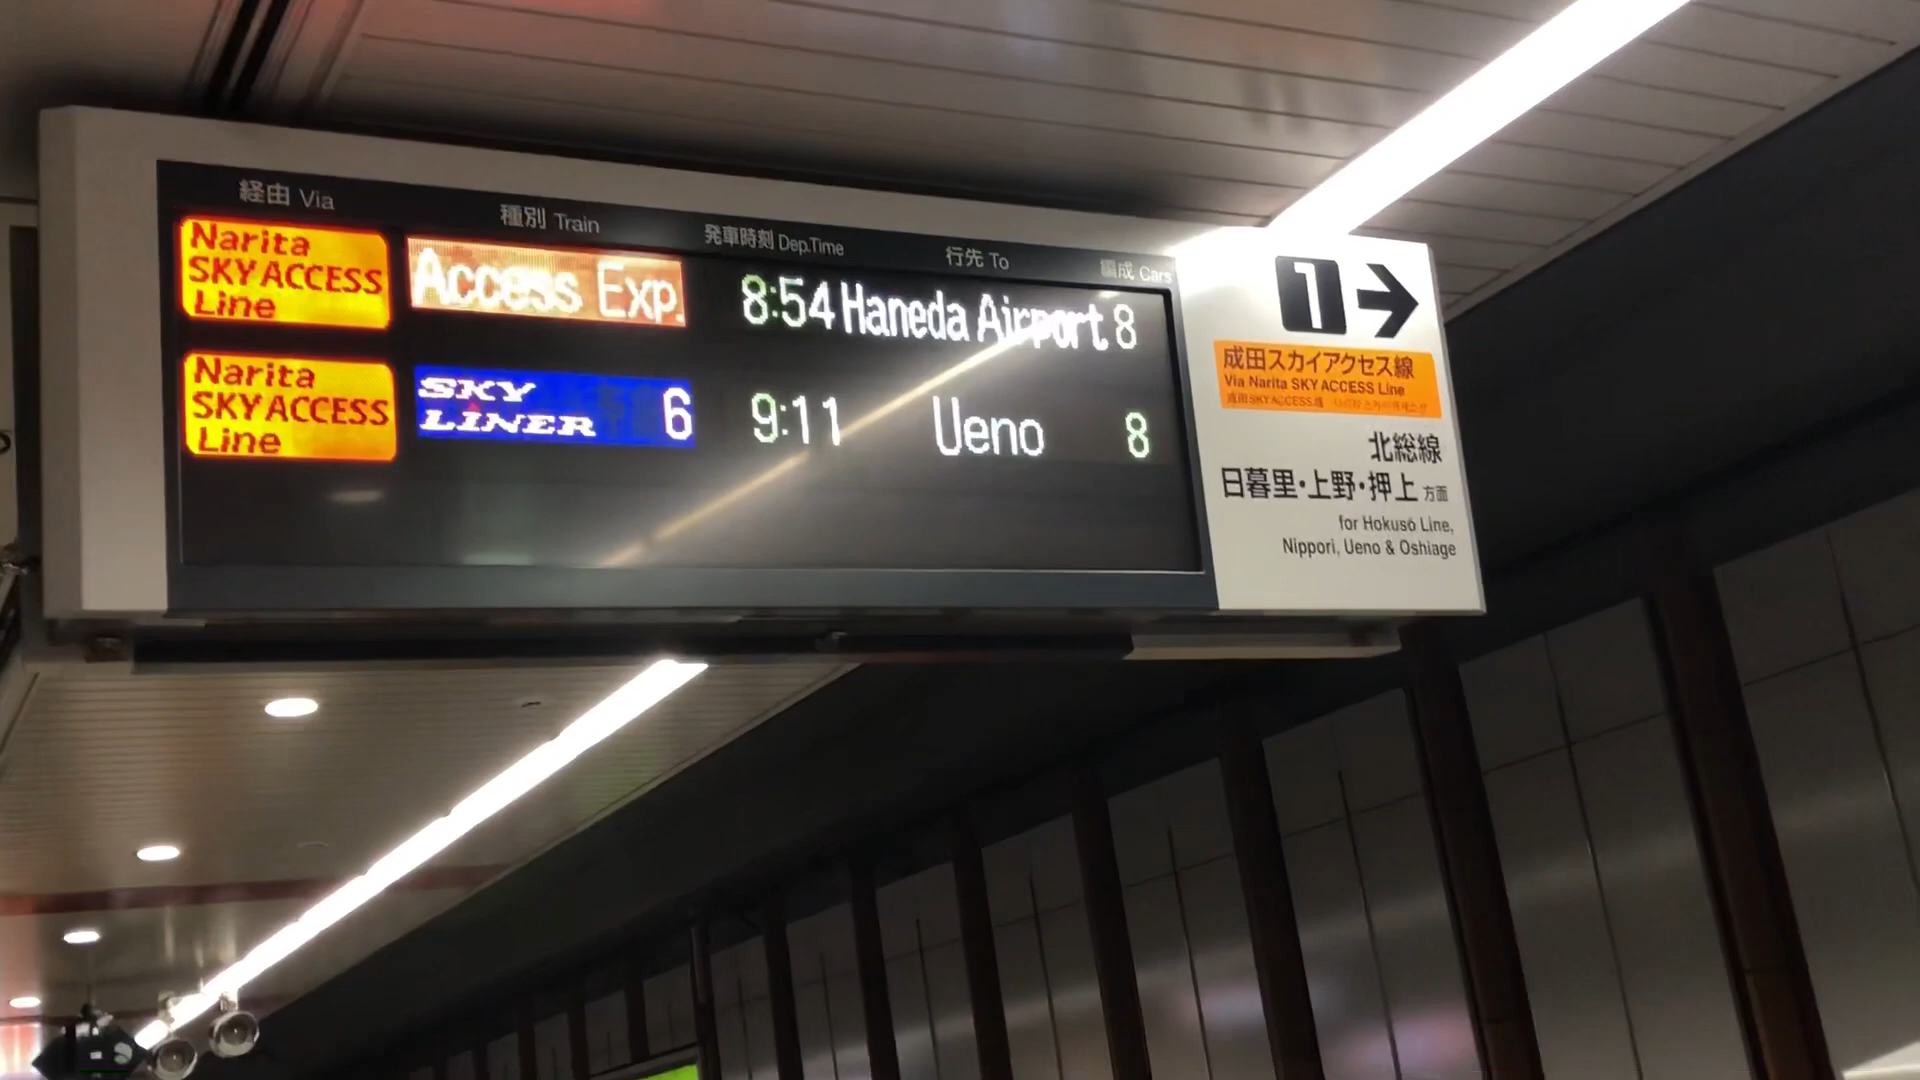 経由 Via 種別 Train 発車時刻 Dep.Time 行先 To 編成 Cars
Narita
SKY ACCESS
Line
Access Exp. 8:54 Haneda Airport 8
Narita
SKY ACCESS
Line
SKY
LINER 6 9:11 Ueno 8
1
成田スカイアクセス線
Via Narita SKY ACCESS Line
北総線
日暮里・上野・押上 方面
for Hokusō Line,
Nippori, Ueno & Oshiage